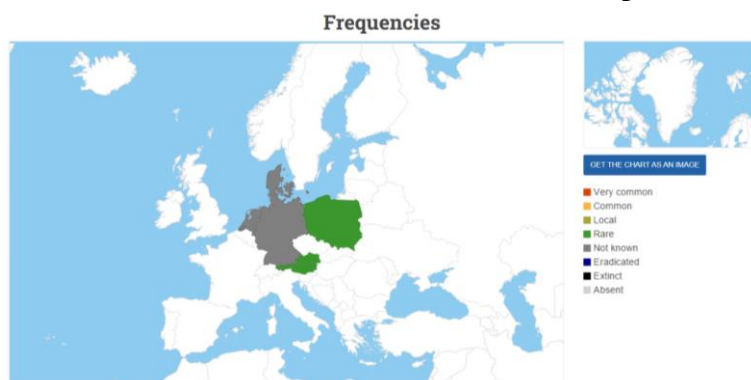 Frequencies
GET THE CHART AS AN IMAGE
Very common
Common
Local
Rare
Not known
Eradicated
Extinct
Absent